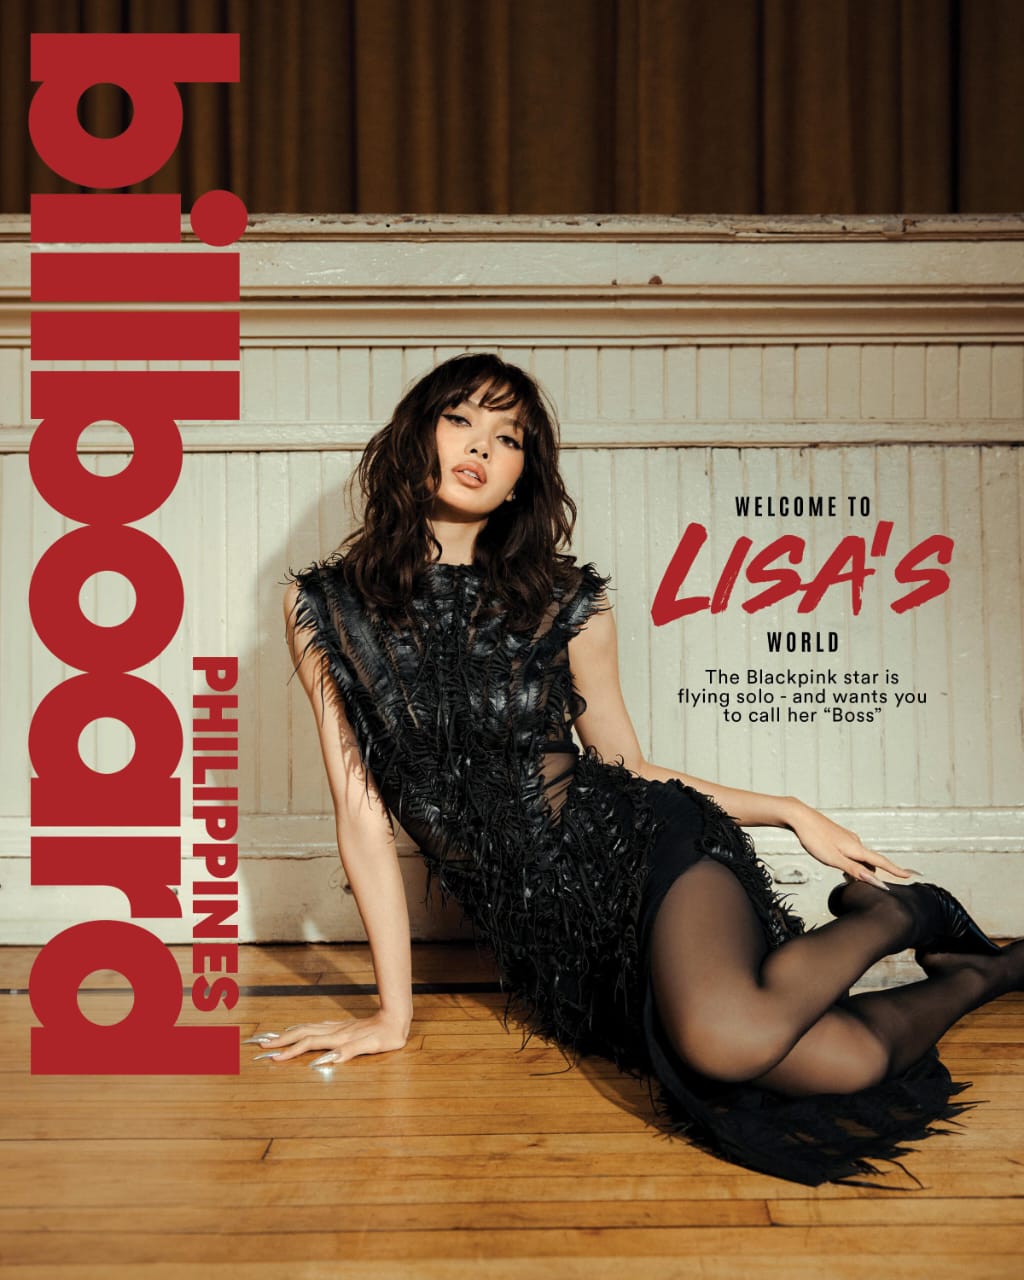 billboard
PHILIPPINES
WELCOME TO
LISA'S
WORLD
The Blackpink star is
flying solo - and wants you
to call her “Boss”